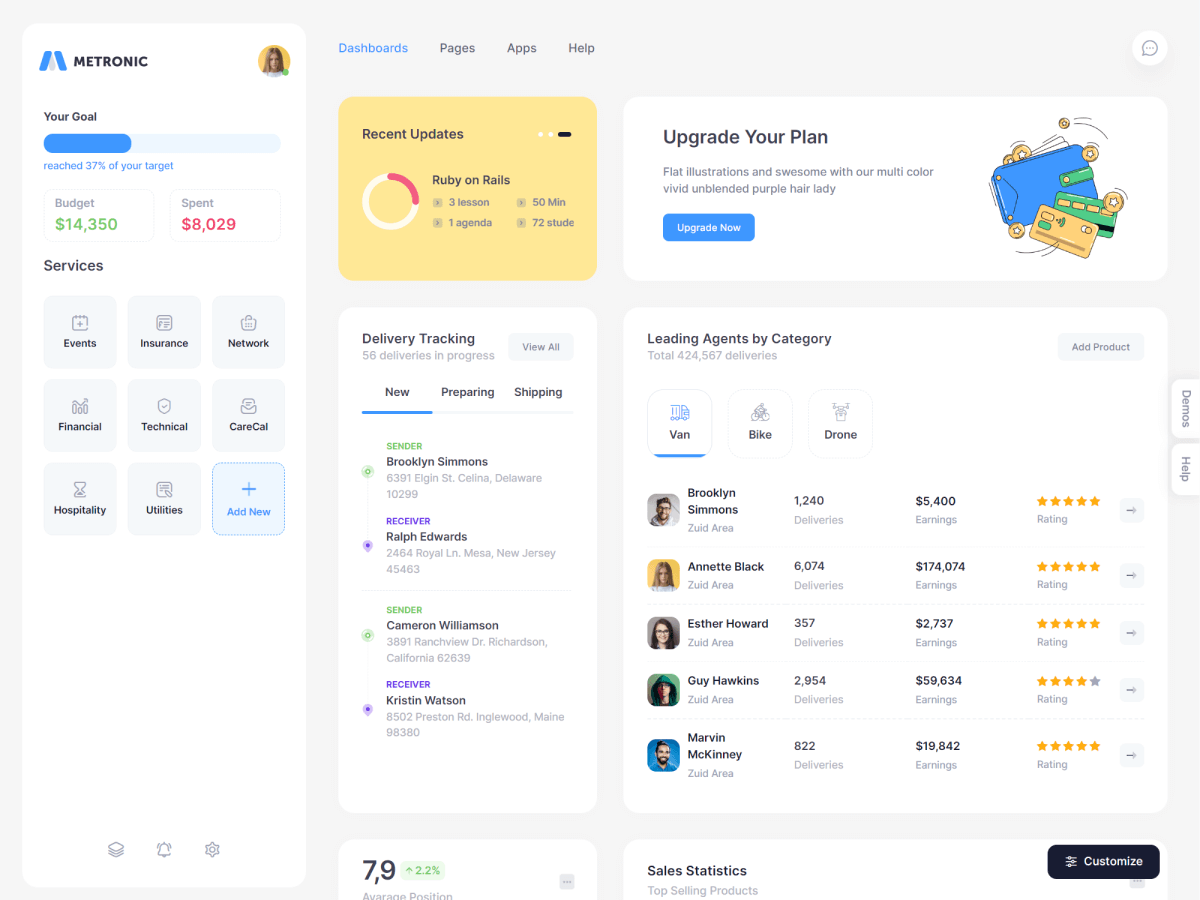 METRONIC
Your Goal
reached 37% of your target
Budget
$14,350
Spent
$8,029
Services
Events
Insurance
Network
Financial
Technical
CareCal
Hospitality
Utilities
Add New
Dashboards
Pages
Apps
Help
Recent Updates
Ruby on Rails
3 lesson
50 Min
1 agenda
72 stude
Upgrade Your Plan
Flat illustrations and swesome with our multi color
vivid unblended purple hair lady
Upgrade Now
Delivery Tracking
56 deliveries in progress
View All
New
Preparing
Shipping
SENDER
Brooklyn Simmons
6391 Elgin St. Celina, Delaware
10299
RECEIVER
Ralph Edwards
2464 Royal Ln. Mesa, New Jersey
45463
SENDER
Cameron Williamson
3891 Ranchview Dr. Richardson,
California 62639
RECEIVER
Kristin Watson
8502 Preston Rd. Inglewood, Maine
98380
Leading Agents by Category
Total 424,567 deliveries
Add Product
Van
Bike
Drone
Brooklyn
Simmons
Zuid Area
1,240
Deliveries
$5,400
Earnings
Rating
Annette Black
Zuid Area
6,074
Deliveries
$174,074
Earnings
Rating
Esther Howard
Zuid Area
357
Deliveries
$2,737
Earnings
Rating
Guy Hawkins
Zuid Area
2,954
Deliveries
$59,634
Earnings
Rating
Marvin
McKinney
Zuid Area
822
Deliveries
$19,842
Earnings
Rating
Demos
Help
7,9
2.2%
Avarage Position
Sales Statistics
Top Selling Products
Customize